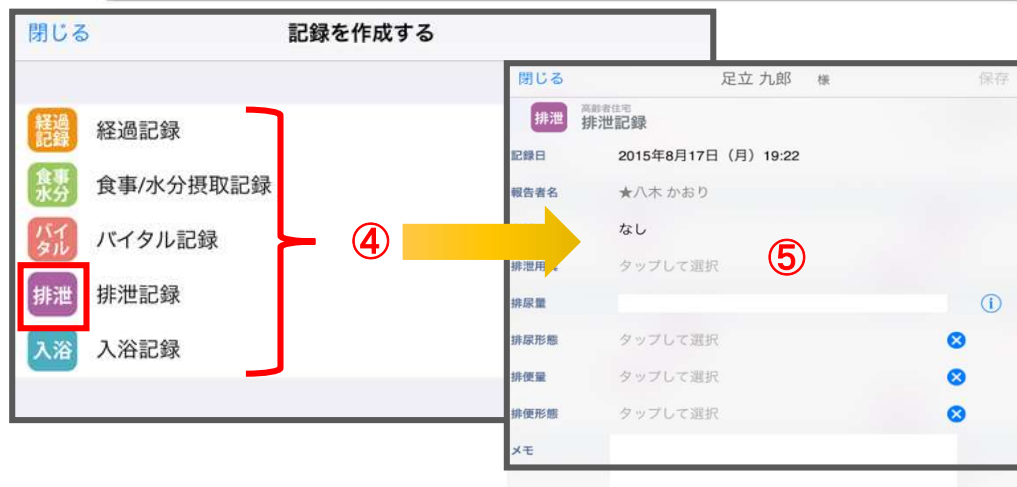 閉じる 記録を作成する
経過記録 経過記録
食事水分 食事/水分摂取記録
バイタル バイタル記録
排泄 排泄記録
入浴 入浴記録
④
閉じる 足立 九郎 様 保存
排泄 高齢者住宅
排泄記録
記録日 2015年8月17日（月）19:22
報告者名 ★八木 かおり
なし
排泄用 タップして選択
⑤
排尿量
排尿形態 タップして選択
排便量 タップして選択
排便形態 タップして選択
メモ